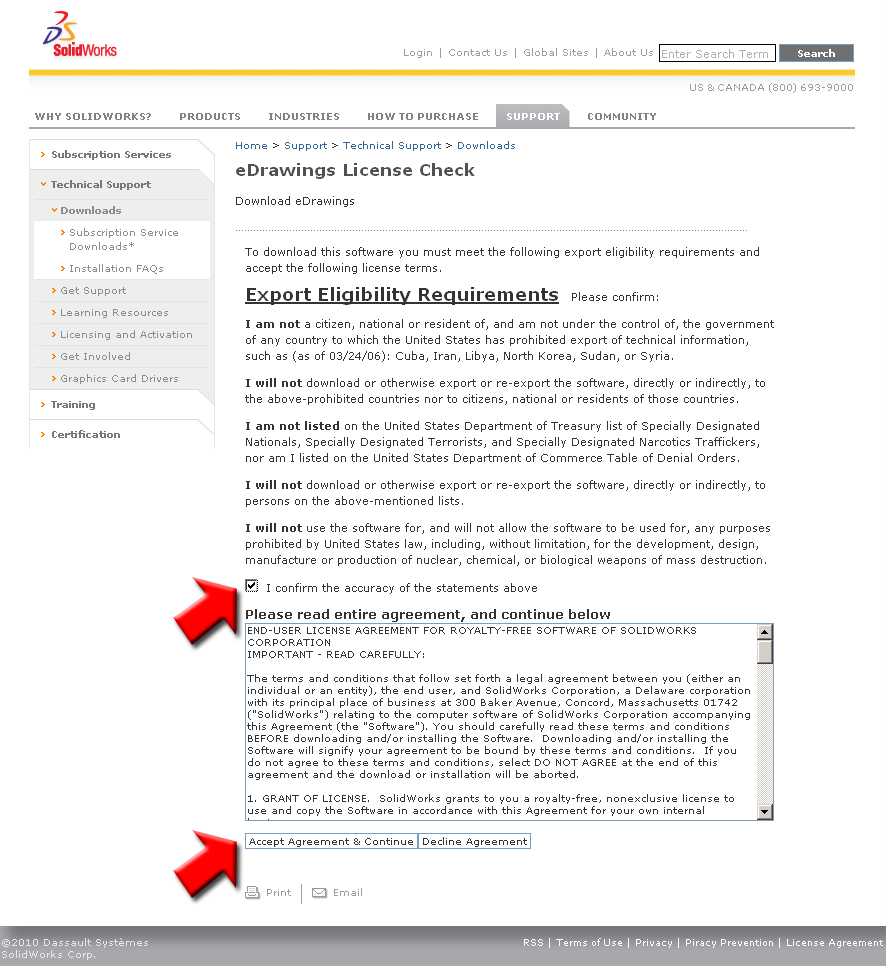 SolidWorks
Login | Contact Us | Global Sites | About Us Enter Search Term Search
US & CANADA (800) 693-9000
WHY SOLIDWORKS? PRODUCTS INDUSTRIES HOW TO PURCHASE SUPPORT COMMUNITY
Subscription Services
Technical Support
Downloads
Subscription Service
Downloads*
Installation FAQs
Get Support
Learning Resources
Licensing and Activation
Get Involved
Graphics Card Drivers
Training
Certification
Home > Support > Technical Support > Downloads
eDrawings License Check
Download eDrawings
To download this software you must meet the following export eligibility requirements and
accept the following license terms.
Export Eligibility Requirements Please confirm:
I am not a citizen, national or resident of, and am not under the control of, the government
of any country to which the United States has prohibited export of technical information,
such as (as of 03/24/06): Cuba, Iran, Libya, North Korea, Sudan, or Syria.
I will not download or otherwise export or re-export the software, directly or indirectly, to
the above-prohibited countries nor to citizens, national or residents of those countries.
I am not listed on the United States Department of Treasury list of Specially Designated
Nationals, Specially Designated Terrorists, and Specially Designated Narcotics Traffickers,
nor am I listed on the United States Department of Commerce Table of Denial Orders.
I will not download or otherwise export or re-export the software, directly or indirectly, to
persons on the above-mentioned lists.
I will not use the software for, and will not allow the software to be used for, any purposes
prohibited by United States law, including, without limitation, for the development, design,
manufacture or production of nuclear, chemical, or biological weapons of mass destruction.
I confirm the accuracy of the statements above
Please read entire agreement, and continue below
END-USER LICENSE AGREEMENT FOR ROYALTY-FREE SOFTWARE OF SOLIDWORKS
CORPORATION
IMPORTANT - READ CAREFULLY:
The terms and conditions that follow set forth a legal agreement between you (either an
individual or an entity), the end user, and SolidWorks Corporation, a Delaware corporation
with its principal place of business at 300 Baker Avenue, Concord, Massachusetts 01742
("SolidWorks") relating to the computer software of SolidWorks Corporation accompanying
this Agreement (the "Software"). You should carefully read these terms and conditions
BEFORE downloading and/or installing the Software. Downloading and/or installing the
Software will signify your agreement to be bound by these terms and conditions. If you
do not agree to these terms and conditions, select DO NOT AGREE at the end of this
agreement and the download or installation will be aborted.
1. GRANT OF LICENSE. SolidWorks grants to you a royalty-free, nonexclusive license to
use and copy the Software in accordance with this Agreement for your own internal
Accept Agreement & Continue Decline Agreement
Print | Email
©2010 Dassault Systèmes
SolidWorks Corp.
RSS | Terms of Use | Privacy | Piracy Prevention | License Agreement